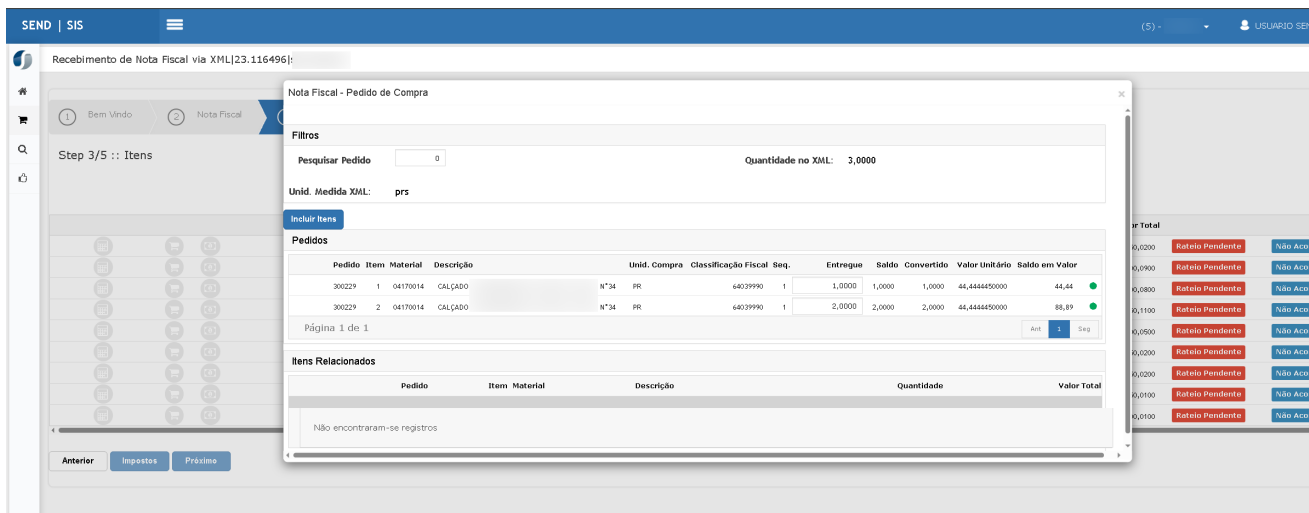 SEND | SIS
(5) -
USUARIO SEN
Recebimento de Nota Fiscal via XML|23.116496|
1 Bem Vindo
2 Nota Fiscal
Step 3/5 :: Itens
Nota Fiscal - Pedido de Compra
×
Filtros
Pesquisar Pedido 0 Quantidade no XML: 3,0000
Unid. Medida XML: prs
Incluir Itens
Pedidos
Pedido Item Material Descrição Unid. Compra Classificação Fiscal Seq. Entregue Saldo Convertido Valor Unitário Saldo em Valor
300229 1 04170014 CALÇADO N°34 PR 64039990 1 1,0000 1,0000 1,0000 44,4444450000 44,44
300229 2 04170014 CALÇADO N°34 PR 64039990 1 2,0000 2,0000 2,0000 44,4444450000 88,89
Página 1 de 1
Ant 1 Seg
Itens Relacionados
Pedido Item Material Descrição Quantidade Valor Total
Não encontraram-se registros
or Total
0,0200 Rateio Pendente Não Aco
0,0900 Rateio Pendente Não Aco
0,0800 Rateio Pendente Não Aco
0,1100 Rateio Pendente Não Aco
0,0500 Rateio Pendente Não Aco
0,0200 Rateio Pendente Não Aco
0,0200 Rateio Pendente Não Aco
0,0100 Rateio Pendente Não Aco
0,0100 Rateio Pendente Não Aco
Anterior
Impostos
Próximo